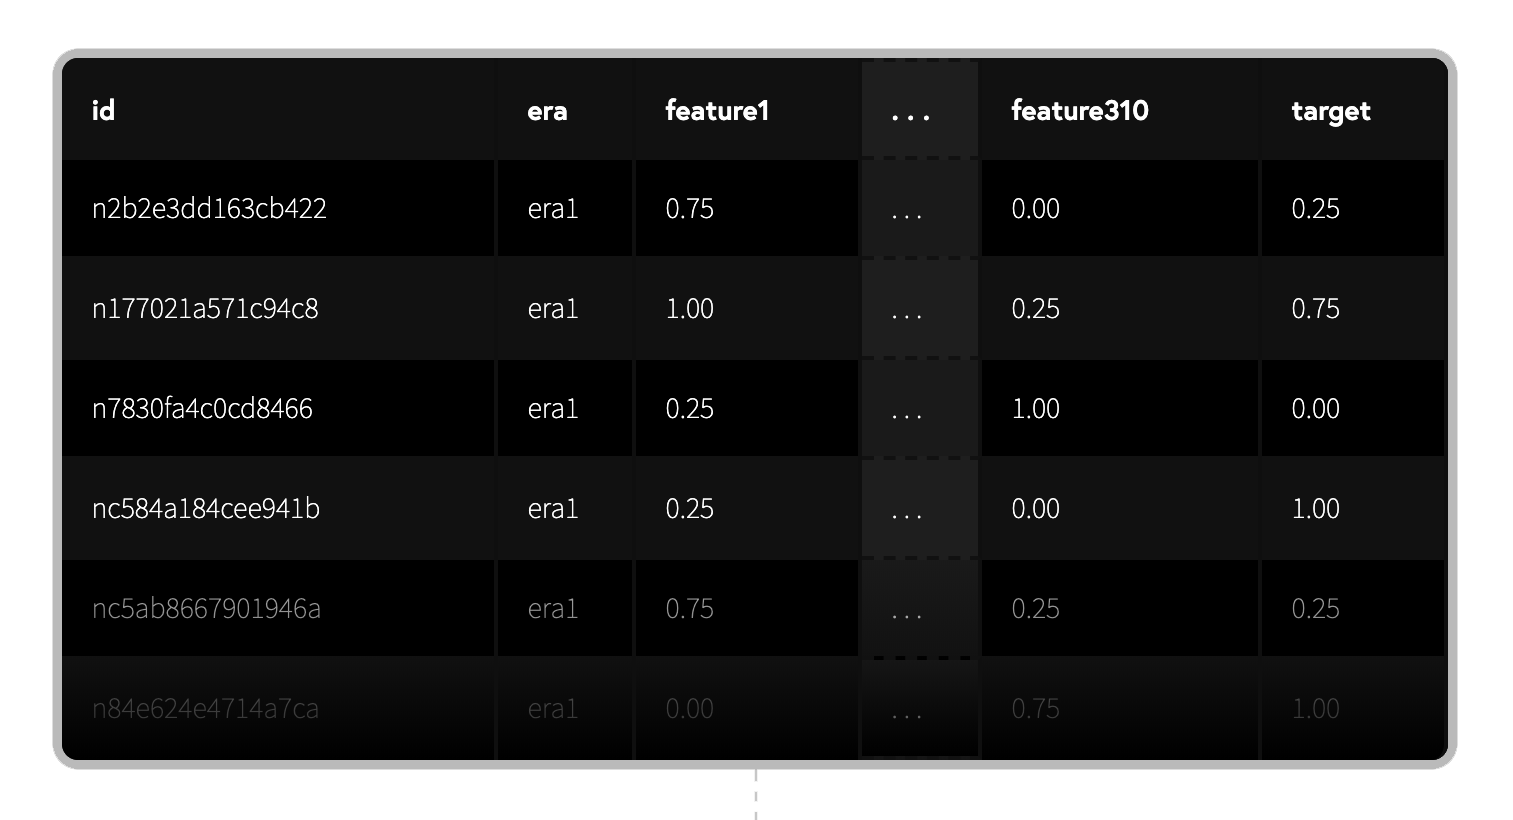 id era feature1 ... feature310 target
n2b2e3dd163cb422 era1 0.75 ... 0.00 0.25
n177021a571c94c8 era1 1.00 ... 0.25 0.75
n7830fa4c0cd8466 era1 0.25 ... 1.00 0.00
nc584a184cee941b era1 0.25 ... 0.00 1.00
nc5ab8667901946a era1 0.75 ... 0.25 0.25
n84e624e4714a7ca era1 0.00 ... 0.75 1.00